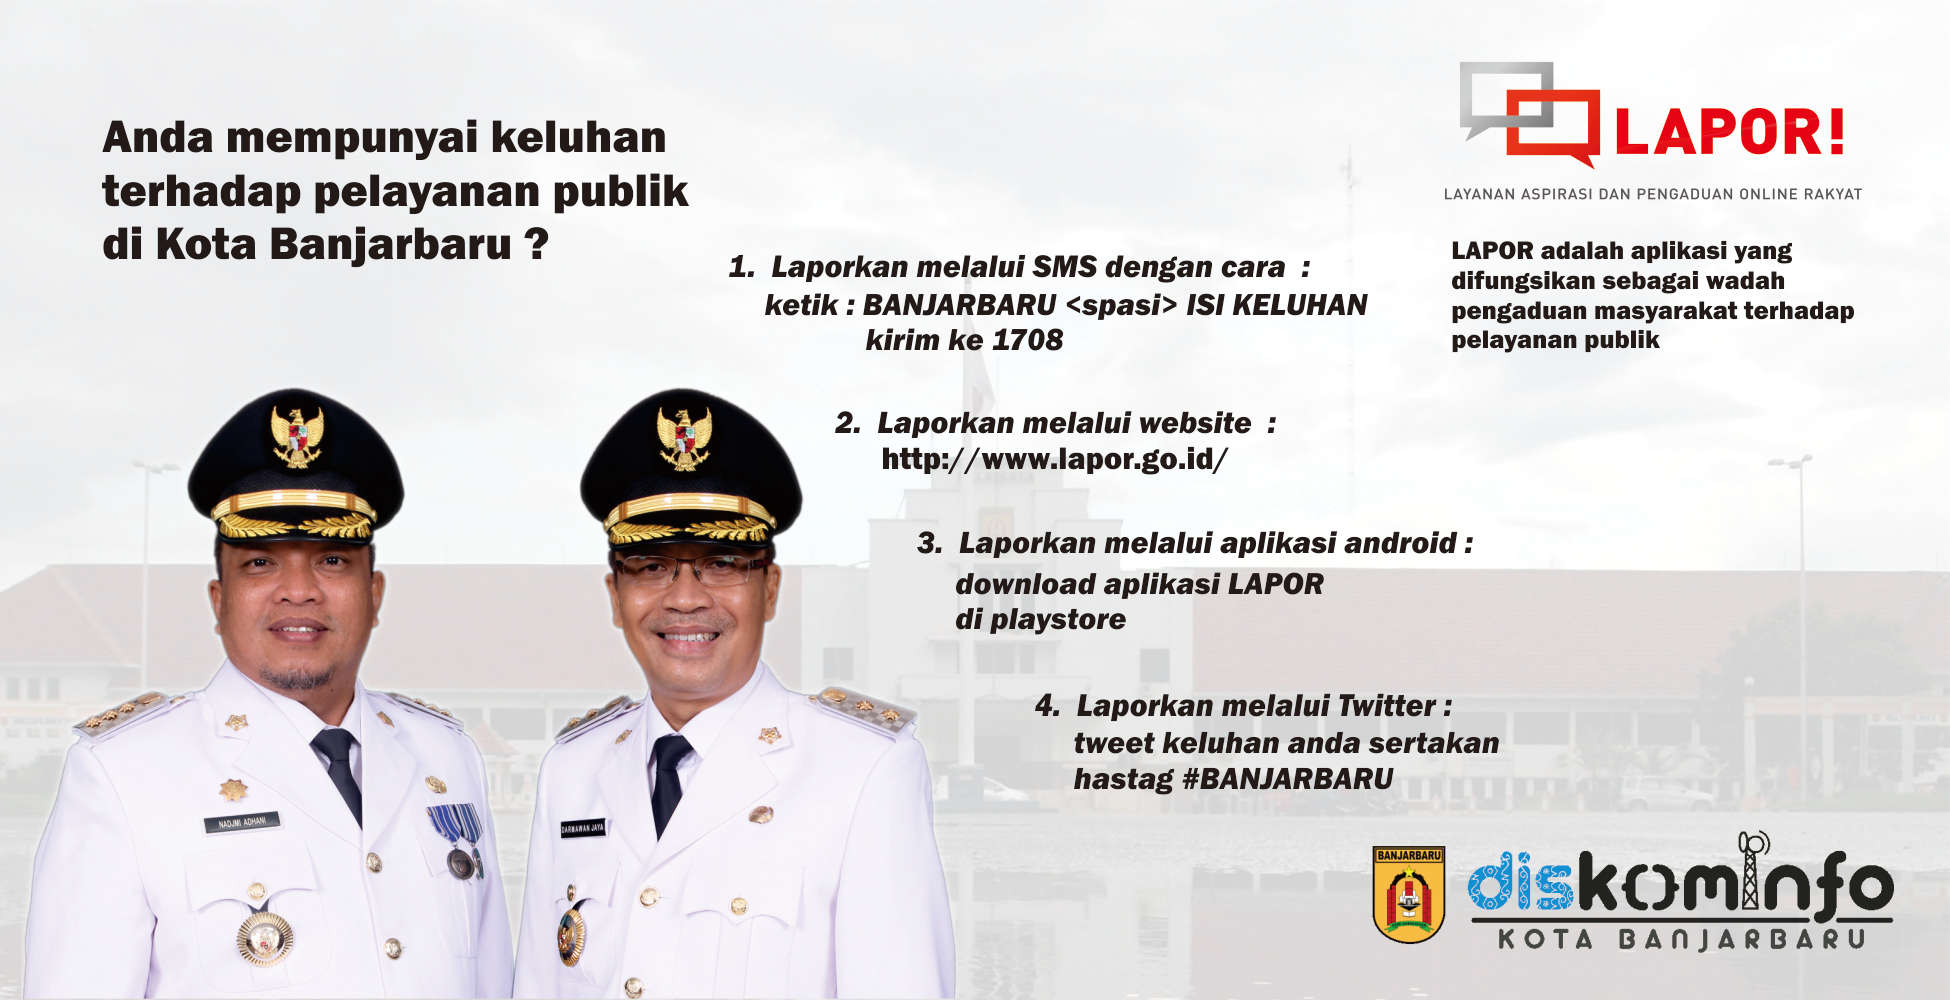 Anda mempunyai keluhan
terhadap pelayanan publik
di Kota Banjarbaru ?
LAPOR!
LAYANAN ASPIRASI DAN PENGADUAN ONLINE RAKYAT
LAPOR adalah aplikasi yang
difungsikan sebagai wadah
pengaduan masyarakat terhadap
pelayanan publik
1. Laporkan melalui SMS dengan cara :
ketik : BANJARBARU <spasi> ISI KELUHAN
kirim ke 1708
2. Laporkan melalui website :
http://www.lapor.go.id/
3. Laporkan melalui aplikasi android :
download aplikasi LAPOR
di playstore
4. Laporkan melalui Twitter :
tweet keluhan anda sertakan
hastag #BANJARBARU
NADJMI ADHANI
DARMAWAN JAYA
BANJARBARU
diskominfo
KOTA BANJARBARU